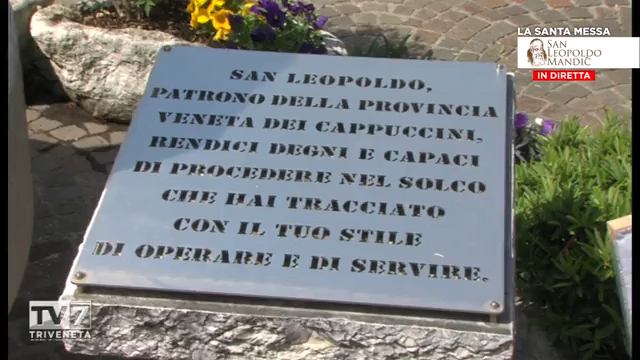 LA SANTA MESSA
SAN
LEOPOLDO
MANDIĆ
IN DIRETTA
SAN LEOPOLDO,
PATRONO DELLA PROVINCIA
VENETA DEI CAPPUCCINI,
RENDICI DEGNI E CAPACI
DI PROCEDERE NEL SOLCO
CHE HAI TRACCIATO
CON IL TUO STILE
DI OPERARE E DI SERVIRE.
TV7
TRIVENETA